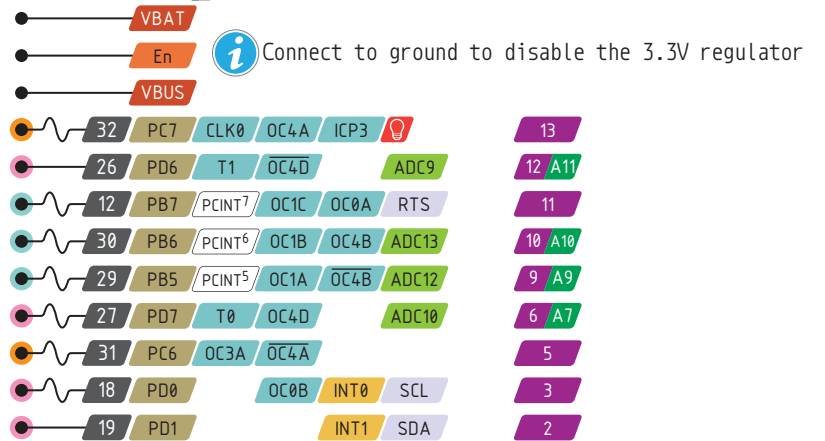 VBAT
En i Connect to ground to disable the 3.3V regulator
VBUS
32 PC7 CLK0 OC4A ICP3 13
26 PD6 T1 O̅C̅4̅D̅ ADC9 12 A11
12 PB7 PCINT⁷ OC1C OC0A RTS 11
30 PB6 PCINT⁶ OC1B OC4B ADC13 10 A10
29 PB5 PCINT⁵ OC1A O̅C̅4̅B̅ ADC12 9 A9
27 PD7 T0 OC4D ADC10 6 A7
31 PC6 OC3A O̅C̅4̅A̅ 5
18 PD0 OC0B INT0 SCL 3
19 PD1 INT1 SDA 2